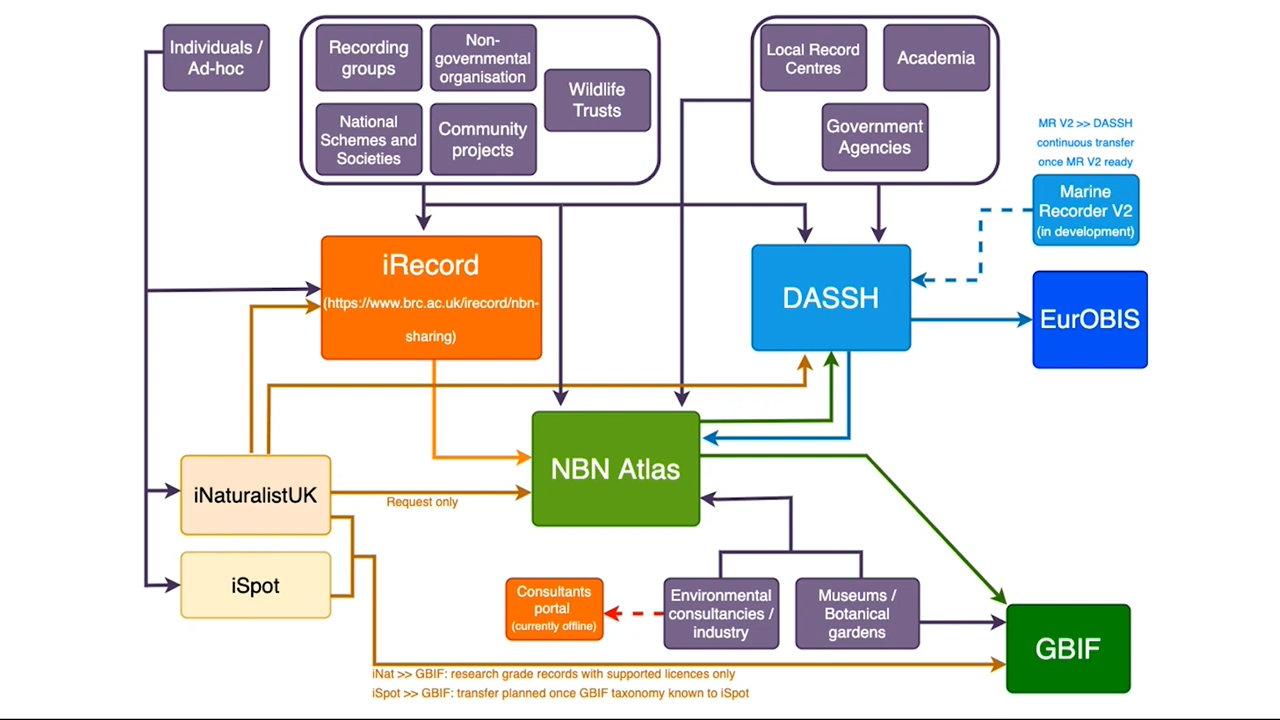 Individuals /
Ad-hoc
Recording
groups
Non-
governmental
organisation
Wildlife
Trusts
National
Schemes and
Societies
Community
projects
Local Record
Centres
Academia
Government
Agencies
MR V2 >> DASSH
continuous transfer
once MR V2 ready
Marine
Recorder V2
(in development)
iRecord
(https://www.brc.ac.uk/irecord/nbn-
sharing)
DASSH
EurOBIS
NBN Atlas
iNaturalistUK
Request only
iSpot
Consultants
portal
(currently offline)
Environmental
consultancies /
industry
Museums /
Botanical
gardens
GBIF
iNat >> GBIF: research grade records with supported licences only
iSpot >> GBIF: transfer planned once GBIF taxonomy known to iSpot